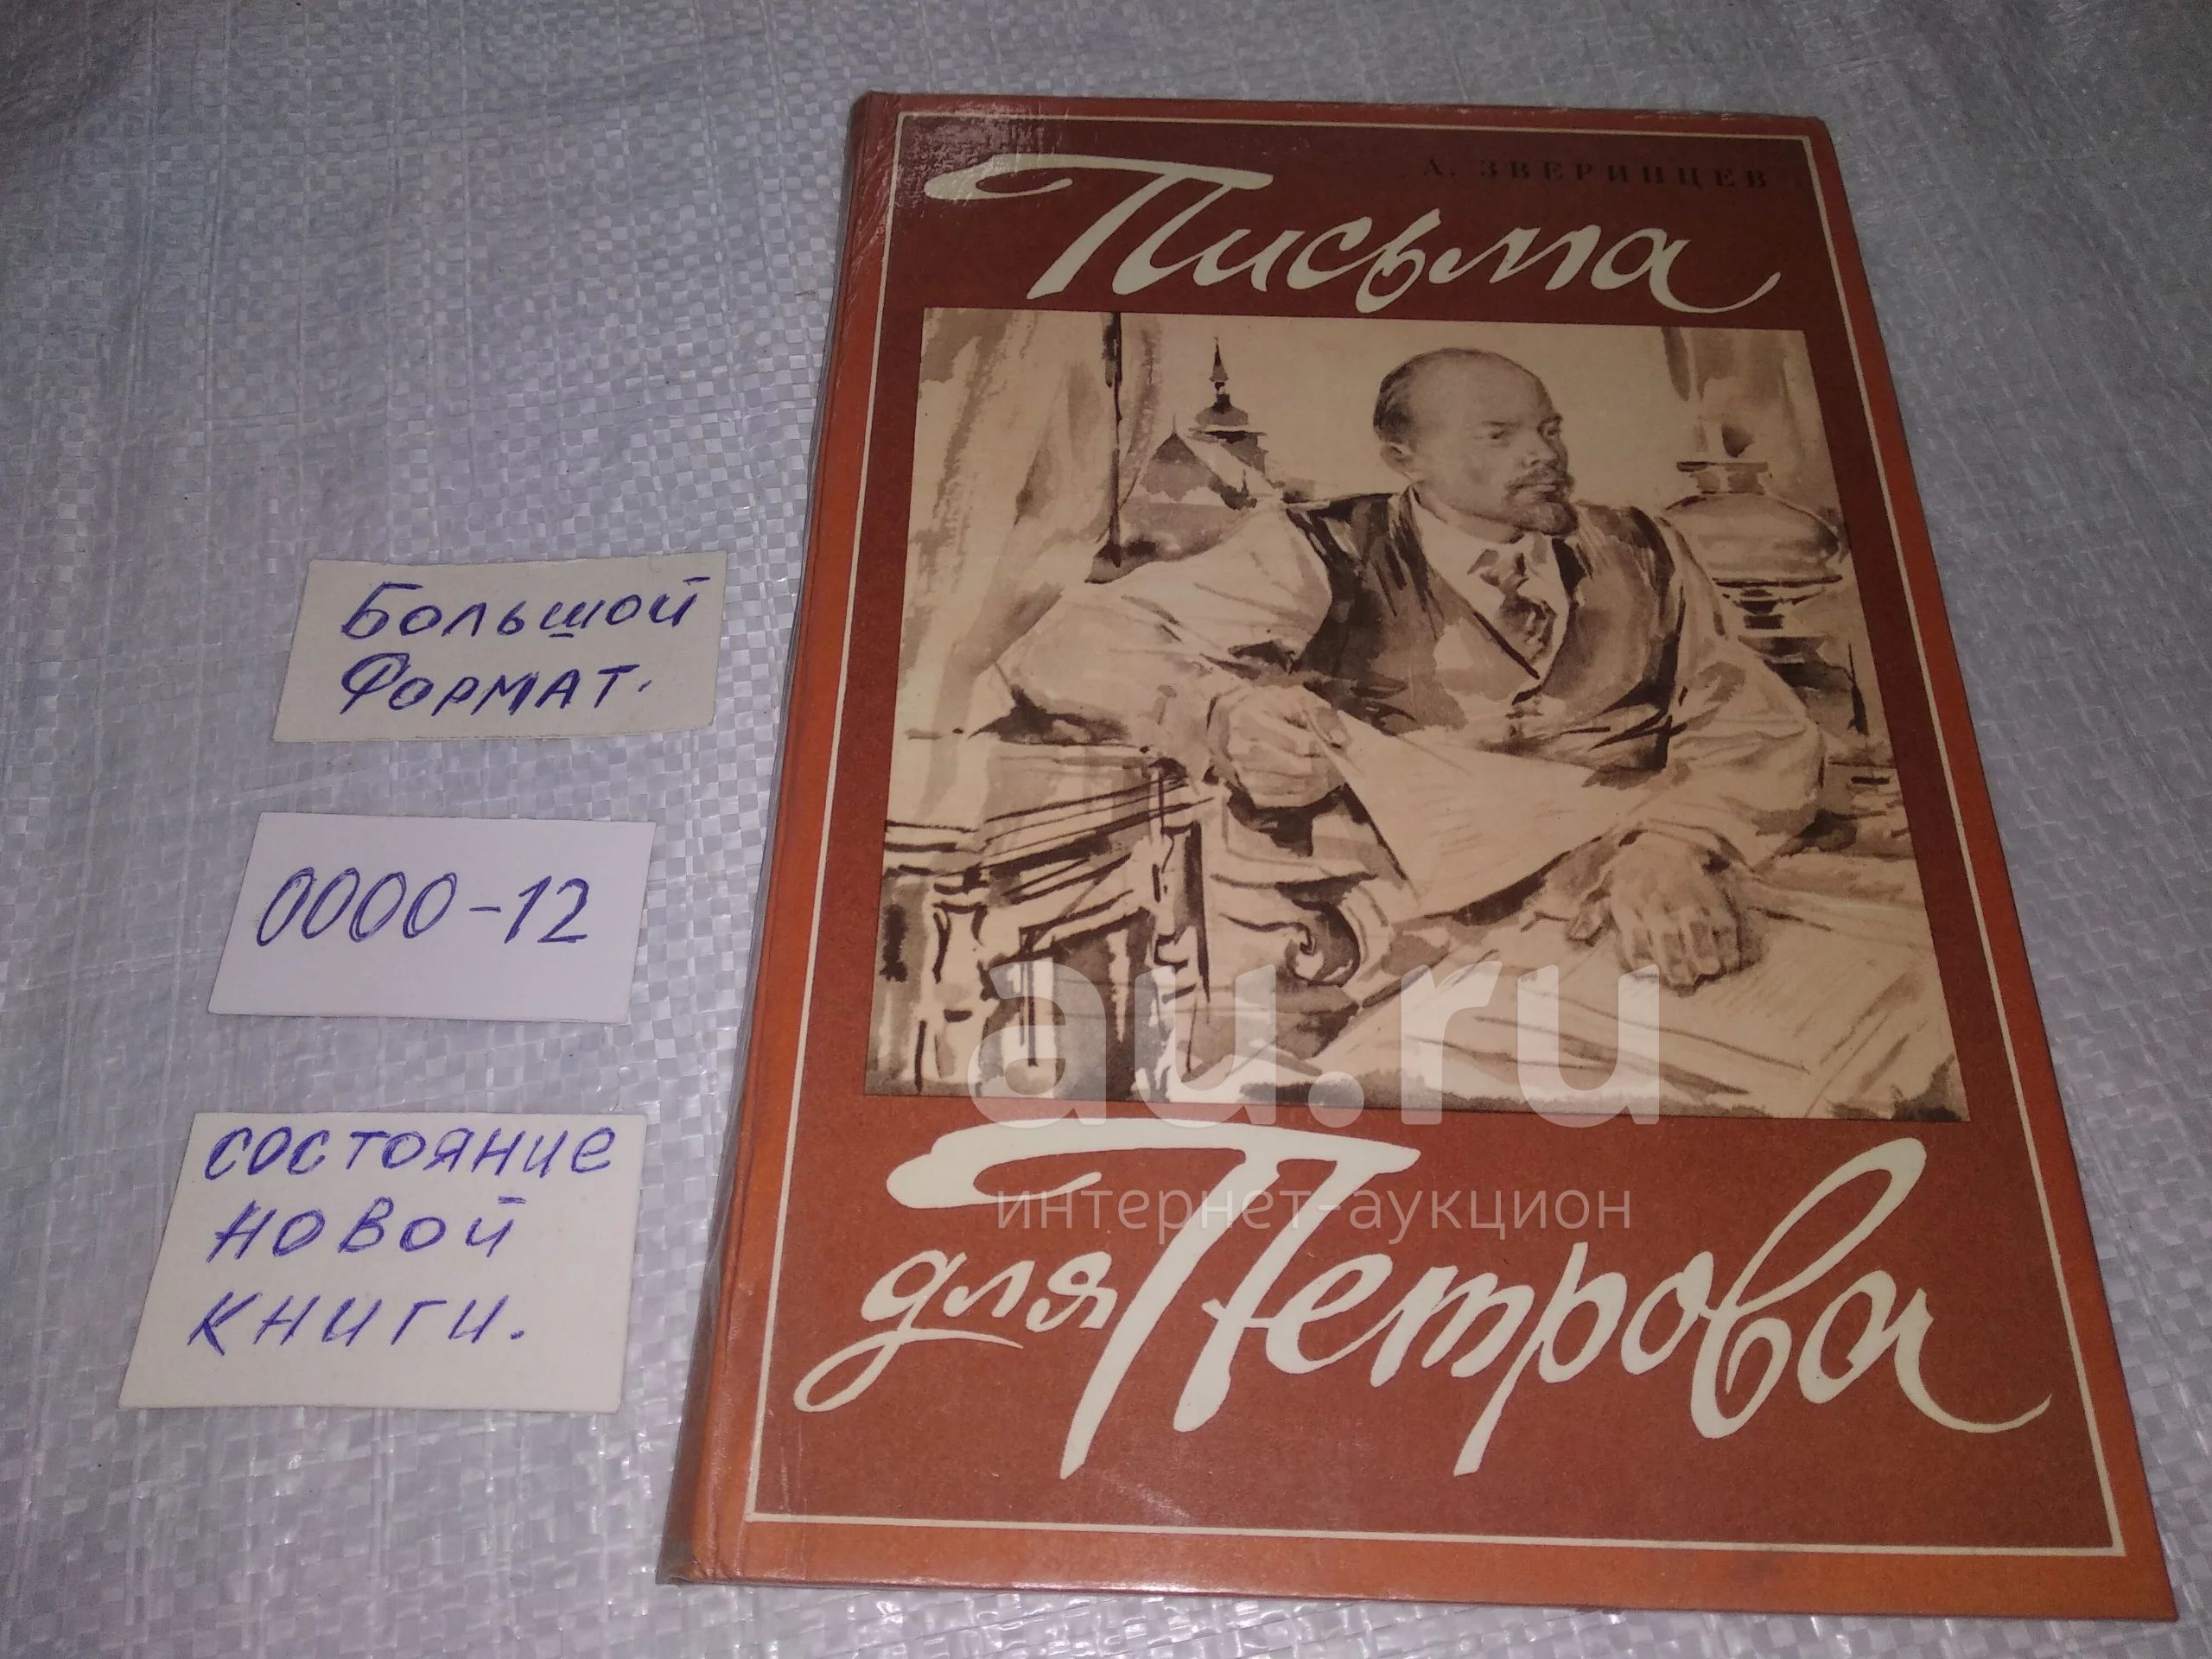 А. ЗВЕРИНЦЕВ
Письма
Большой
Формат.
0000-12
au.ru
интернет-аукцион
состояние
новой
книги.
для Петрова